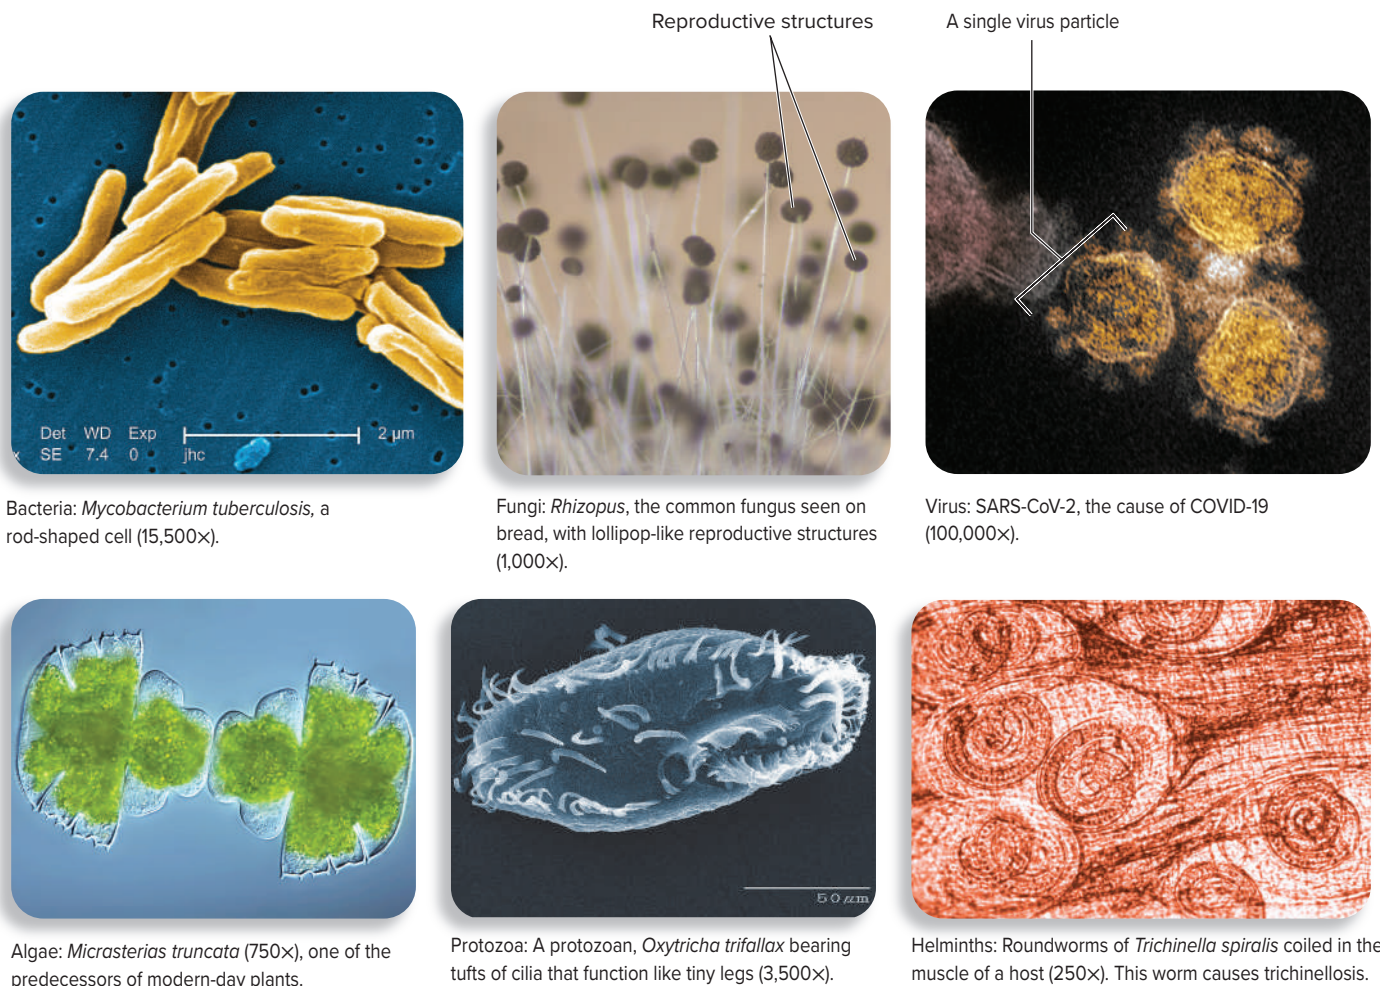 Reproductive structures
A single virus particle
Det WD Exp 2 µm
x SE 7.4 0 jhc
Bacteria: Mycobacterium tuberculosis, a
rod-shaped cell (15,500×).
Fungi: Rhizopus, the common fungus seen on
bread, with lollipop-like reproductive structures
(1,000×).
Virus: SARS-CoV-2, the cause of COVID-19
(100,000×).
50 µm
Algae: Micrasterias truncata (750×), one of the
predecessors of modern-day plants.
Protozoa: A protozoan, Oxytricha trifallax bearing
tufts of cilia that function like tiny legs (3,500×).
Helminths: Roundworms of Trichinella spiralis coiled in the
muscle of a host (250×). This worm causes trichinellosis.